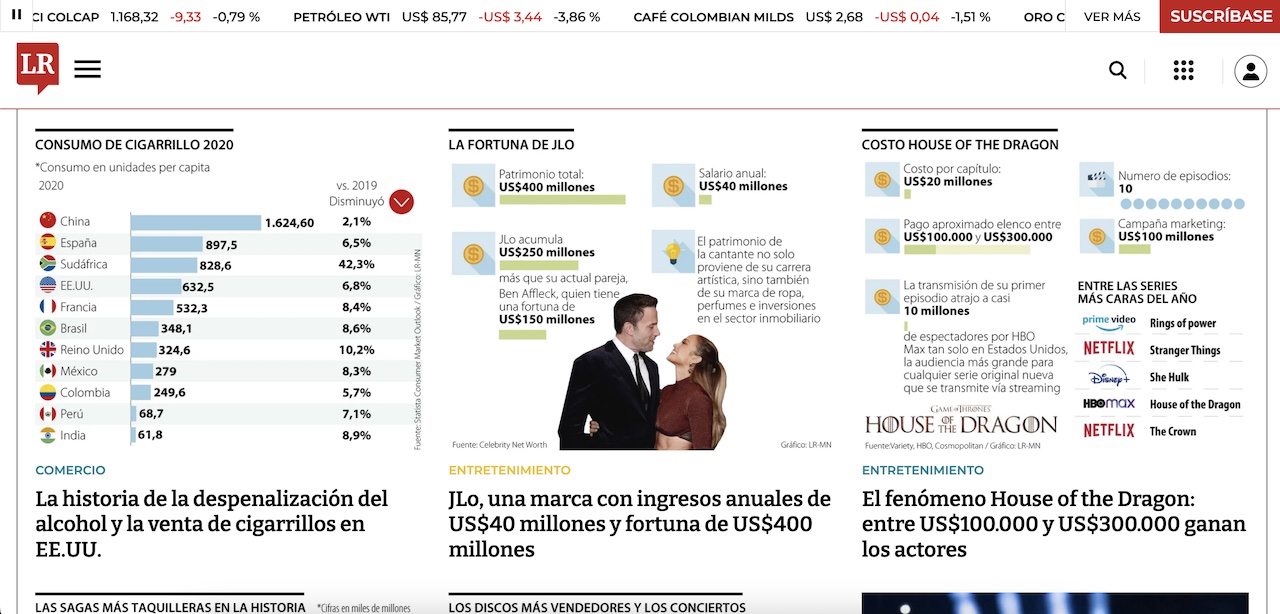 CI COLCAP 1.168,32 -9,33 -0,79 % PETRÓLEO WTI US$ 85,77 -US$ 3,44 -3,86 % CAFÉ COLOMBIAN MILDS US$ 2,68 -US$ 0,04 -1,51 % ORO C VER MÁS SUSCRÍBASE
LR
CONSUMO DE CIGARRILLO 2020
*Consumo en unidades per capita
2020
vs. 2019
Disminuyó
China 1.624,60 2,1%
España 897,5 6,5%
Sudáfrica 828,6 42,3%
EE.UU. 632,5 6,8%
Francia 532,3 8,4%
Brasil 348,1 8,6%
Reino Unido 324,6 10,2%
México 279 8,3%
Colombia 249,6 5,7%
Perú 68,7 7,1%
India 61,8 8,9%
Fuente: Statista Consumer Market Outlook / Gráfico: LR-MN
COMERCIO
La historia de la despenalización del
alcohol y la venta de cigarrillos en
EE.UU.
LA FORTUNA DE JLO
Patrimonio total:
US$400 millones
Salario anual:
US$40 millones
JLo acumula
US$250 millones
más que su actual pareja,
Ben Affleck, quien tiene
una fortuna de
US$150 millones
El patrimonio de
la cantante no solo
proviene de su carrera
artística, sino también
de su marca de ropa,
perfumes e inversiones
en el sector inmobiliario
Fuente: Celebrity Net Worth
Gráfico: LR-MN
ENTRETENIMIENTO
JLo, una marca con ingresos anuales de
US$40 millones y fortuna de US$400
millones
COSTO HOUSE OF THE DRAGON
Costo por capítulo:
US$20 millones
Numero de episodios:
10
Pago aproximado elenco entre
US$100.000 y US$300.000
Campaña marketing:
US$100 millones
La transmisión de su primer
episodio atrajo a casi
10 millones
de espectadores por HBO
Max tan solo en Estados Unidos,
la audiencia más grande para
cualquier serie original nueva
que se transmite vía streaming
GAME OF THRONES
HOUSE OF THE DRAGON
Fuente:Variety, HBO, Cosmopolitan / Gráfico: LR-MN
ENTRE LAS SERIES
MÁS CARAS DEL AÑO
prime video Rings of power
NETFLIX Stranger Things
Disney+ She Hulk
HBOmax House of the Dragon
NETFLIX The Crown
ENTRETENIMIENTO
El fenómeno House of the Dragon:
entre US$100.000 y US$300.000 ganan
los actores
LAS SAGAS MÁS TAQUILLERAS EN LA HISTORIA *Cifras en miles de millones
LOS DISCOS MÁS VENDEDORES Y LOS CONCIERTOS